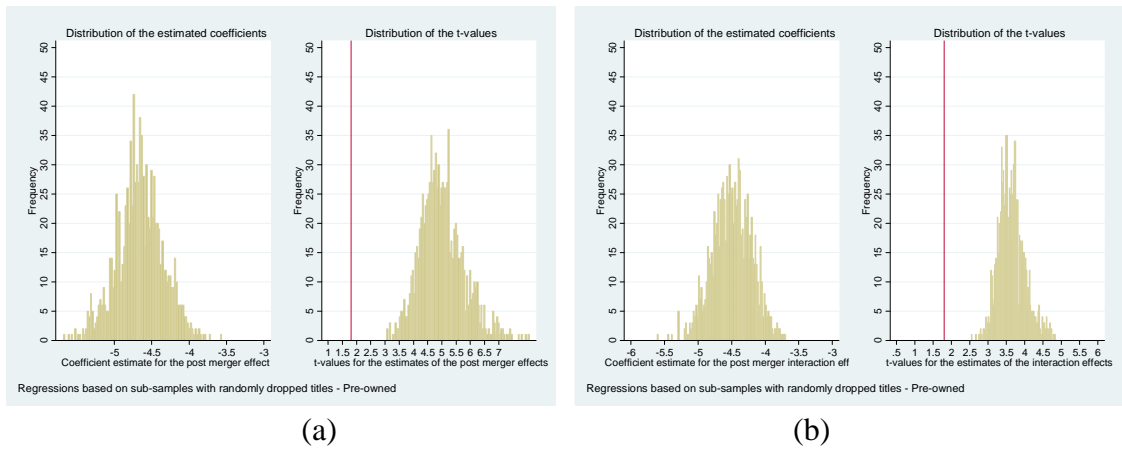 Distribution of the estimated coefficients
Distribution of the t-values
Frequency
0 5 10 15 20 25 30 35 40 45 50
-5 -4.5 -4 -3.5 -3
Coefficient estimate for the post merger effect
Frequency
0 5 10 15 20 25 30 35 40 45 50
1 1.5 2 2.5 3 3.5 4 4.5 5 5.5 6 6.5 7
t-values for the estimates of the post merger effects
Regressions based on sub-samples with randomly dropped titles - Pre-owned
(a)
Distribution of the estimated coefficients
Distribution of the t-values
Frequency
0 5 10 15 20 25 30 35 40 45 50
-6 -5.5 -5 -4.5 -4 -3.5 -3
Coefficient estimate for the post merger interaction eff
Frequency
0 5 10 15 20 25 30 35 40 45 50
.5 1 1.5 2 2.5 3 3.5 4 4.5 5 5.5 6
t-values for the estimates of the interaction effects
Regressions based on sub-samples with randomly dropped titles - Pre-owned
(b)